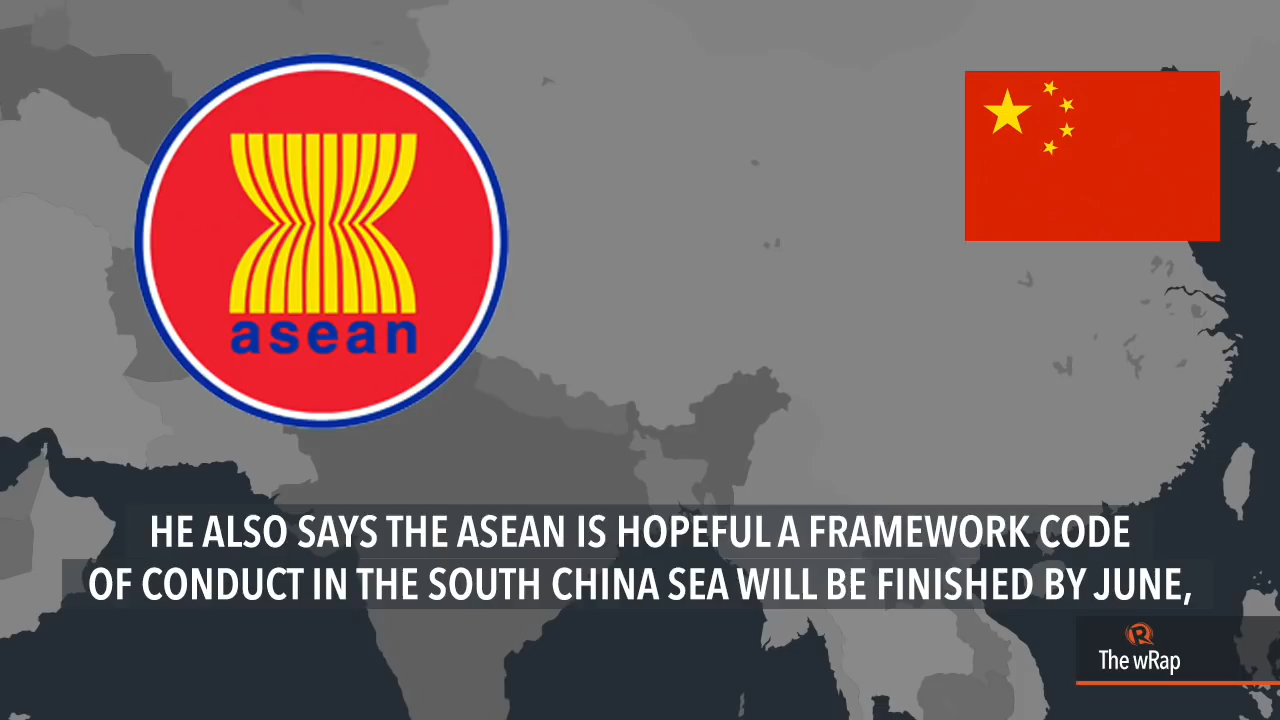 asean
HE ALSO SAYS THE ASEAN IS HOPEFUL A FRAMEWORK CODE
OF CONDUCT IN THE SOUTH CHINA SEA WILL BE FINISHED BY JUNE,
R
The wRap